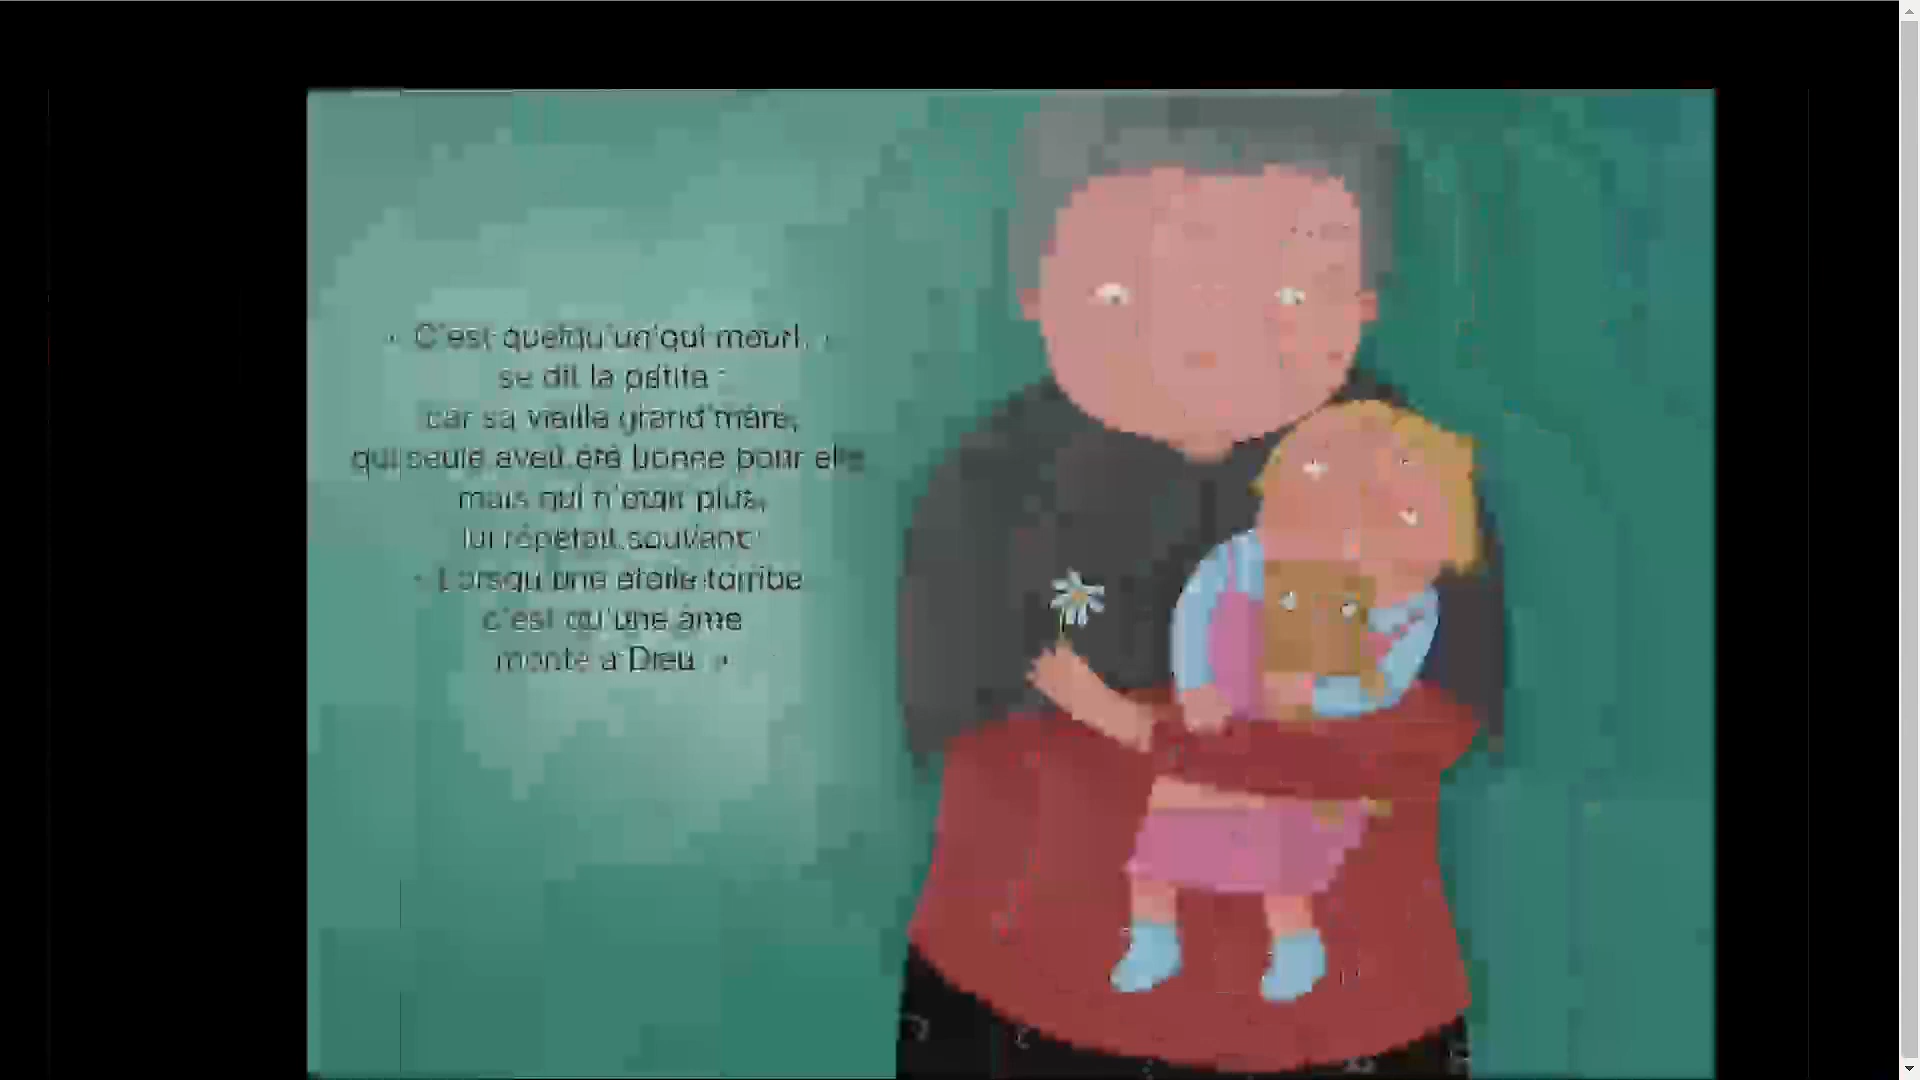 « C'est quelqu'un qui meurt, »
se dit la petite ;
car sa vieille grand'mère,
qui seule avait été bonne pour elle
mais qui n'était plus,
lui répétait souvent :
« Lorsqu'une étoile tombe
c'est qu'une âme
monte à Dieu. »